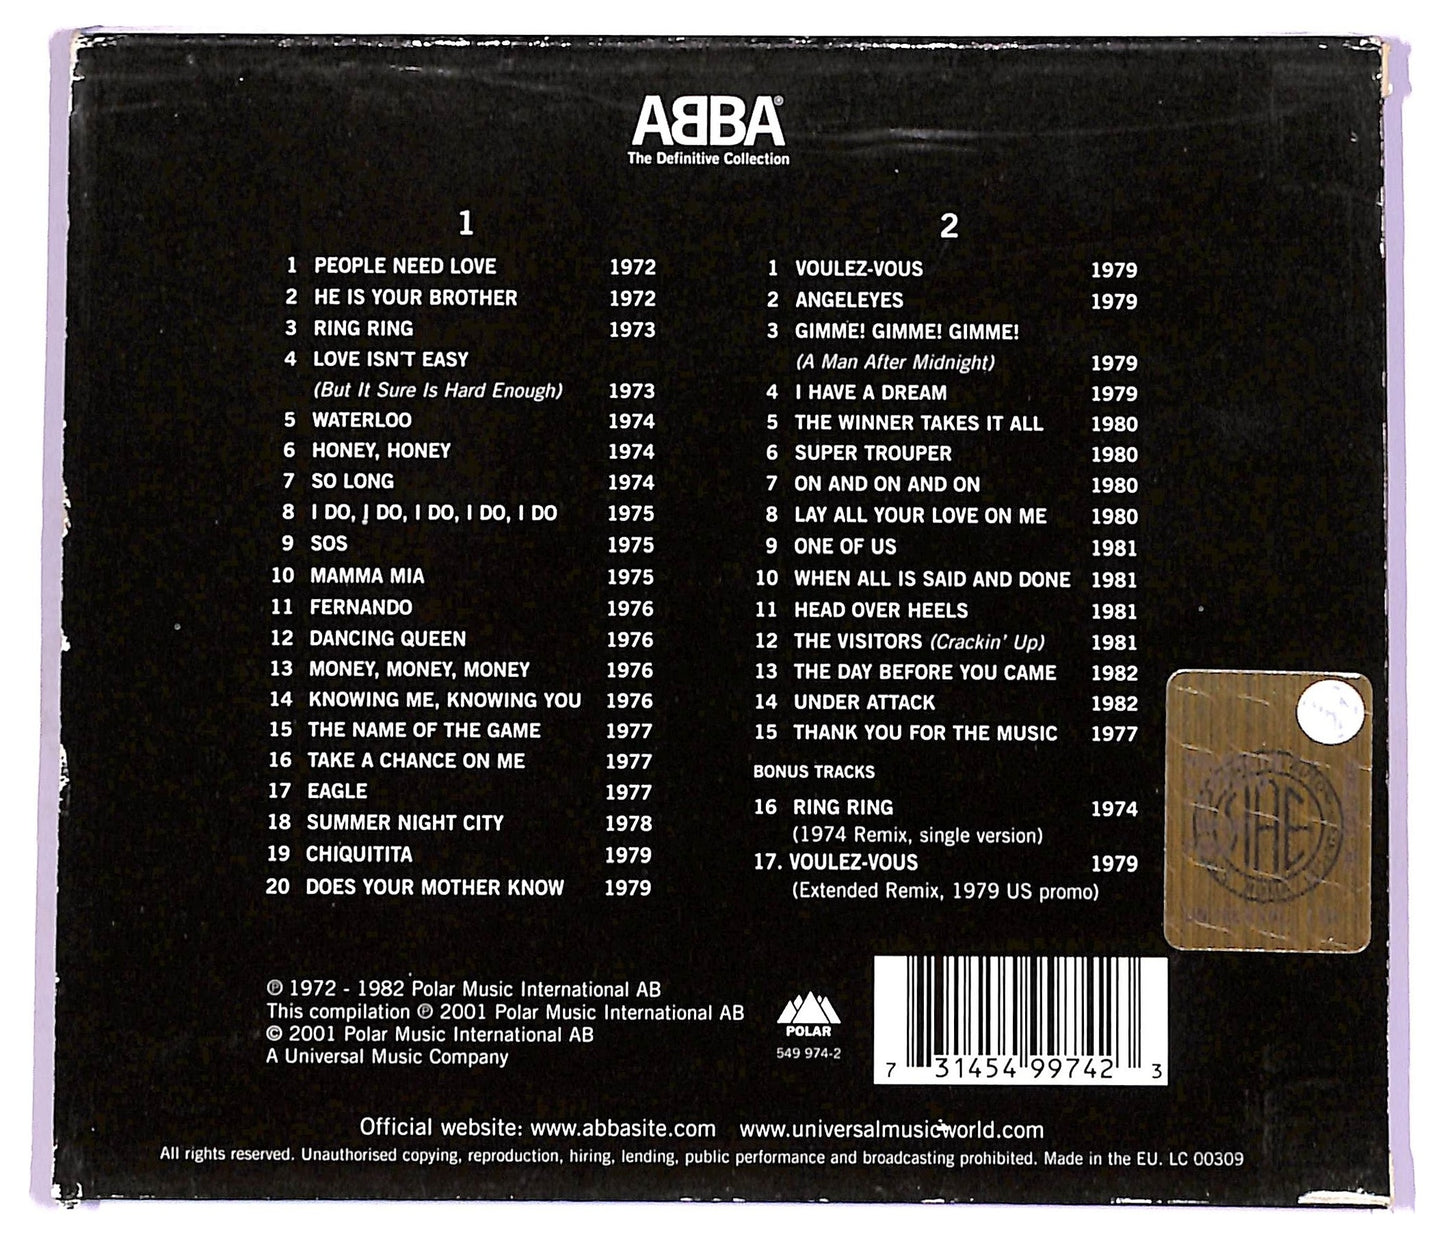 ABBA®
The Definitive Collection
1
1 PEOPLE NEED LOVE 1972
2 HE IS YOUR BROTHER 1972
3 RING RING 1973
4 LOVE ISN'T EASY
(But It Sure Is Hard Enough) 1973
5 WATERLOO 1974
6 HONEY, HONEY 1974
7 SO LONG 1974
8 I DO, I DO, I DO, I DO, I DO 1975
9 SOS 1975
10 MAMMA MIA 1975
11 FERNANDO 1976
12 DANCING QUEEN 1976
13 MONEY, MONEY, MONEY 1976
14 KNOWING ME, KNOWING YOU 1976
15 THE NAME OF THE GAME 1977
16 TAKE A CHANCE ON ME 1977
17 EAGLE 1977
18 SUMMER NIGHT CITY 1978
19 CHIQUITITA 1979
20 DOES YOUR MOTHER KNOW 1979
2
1 VOULEZ-VOUS 1979
2 ANGELEYES 1979
3 GIMME! GIMME! GIMME!
(A Man After Midnight) 1979
4 I HAVE A DREAM 1979
5 THE WINNER TAKES IT ALL 1980
6 SUPER TROUPER 1980
7 ON AND ON AND ON 1980
8 LAY ALL YOUR LOVE ON ME 1980
9 ONE OF US 1981
10 WHEN ALL IS SAID AND DONE 1981
11 HEAD OVER HEELS 1981
12 THE VISITORS (Crackin' Up) 1981
13 THE DAY BEFORE YOU CAME 1982
14 UNDER ATTACK 1982
15 THANK YOU FOR THE MUSIC 1977
BONUS TRACKS
16 RING RING 1974
(1974 Remix, single version)
17. VOULEZ-VOUS 1979
(Extended Remix, 1979 US promo)
SIAE
℗ 1972 - 1982 Polar Music International AB
This compilation ℗ 2001 Polar Music International AB
© 2001 Polar Music International AB
A Universal Music Company
POLAR
549 974-2
7 31454 99742 3
Official website: www.abbasite.com www.universalmusicworld.com
All rights reserved. Unauthorised copying, reproduction, hiring, lending, public performance and broadcasting prohibited. Made in the EU. LC 00309